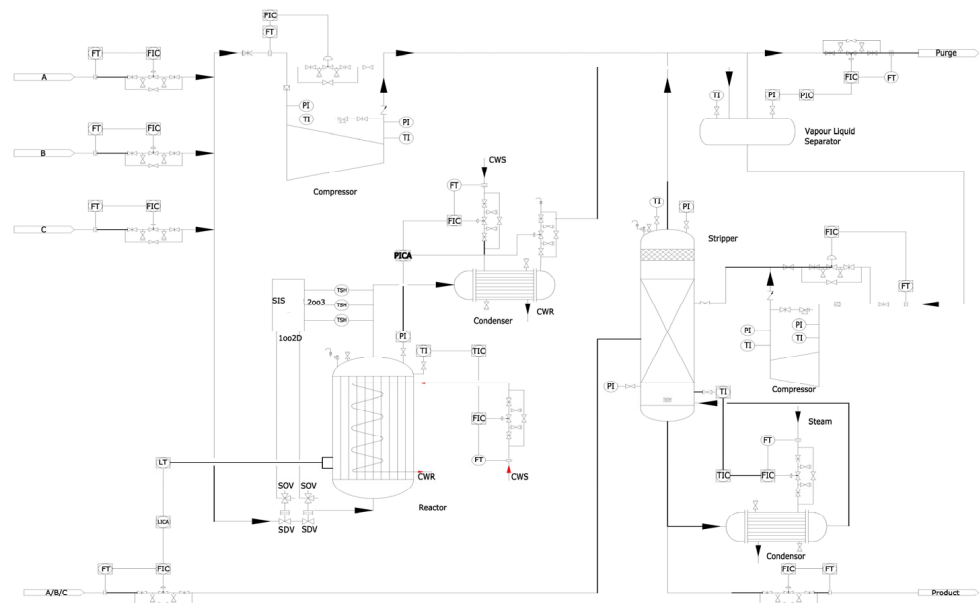 FIC
FT
FT
FIC
A
Purge
FIC
FT
PI
PIC
TI
PI
TI
PI
TI
Vapour Liquid
Separator
Compressor
FT
FIC
B
CWS
FT
FIC
FT
FIC
C
TI
PI
Stripper
FIC
PICA
FT
SIS
2oo3
TSH
TSH
TSH
1oo2D
Condenser
CWR
PI
TI
TIC
PI
TI
PI
TI
Compressor
PI
TI
FIC
Steam
FT
FT
CWS
CWR
TIC
FIC
LT
SOV
SOV
Reactor
LICA
SDV
SDV
Condensor
FT
FIC
A/B/C
FIC
FT
Product